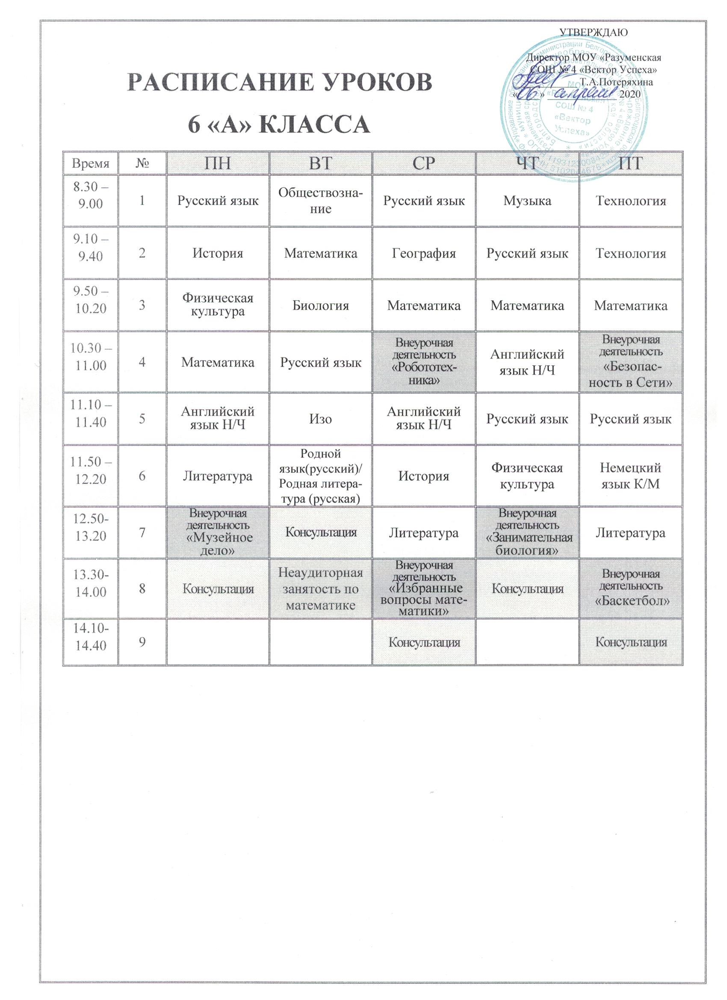 УТВЕРЖДАЮ
Директор МОУ «Разуменская
СОШ № 4 «Вектор Успеха»
Т.А.Потеряхина
«06» апреля 2020
РАСПИСАНИЕ УРОКОВ
6 «А» КЛАССА
МОУ
СОШ № 4
«Вектор
Успеха»
Время № ПН ВТ СР ЧТ ПТ
8.30 –
9.00
1
Русский язык
Обществозна-
ние
Русский язык
Музыка
Технология
9.10 –
9.40
2
История
Математика
География
Русский язык
Технология
9.50 –
10.20
3
Физическая
культура
Биология
Математика
Математика
Математика
10.30 –
11.00
4
Математика
Русский язык
Внеурочная
деятельность
«Робототех-
ника»
Английский
язык Н/Ч
Внеурочная
деятельность
«Безопас-
ность в Сети»
11.10 –
11.40
5
Английский
язык Н/Ч
Изо
Английский
язык Н/Ч
Русский язык
Русский язык
11.50 –
12.20
6
Литература
Родной
язык(русский)/
Родная литера-
тура (русская)
История
Физическая
культура
Немецкий
язык К/М
12.50-
13.20
7
Внеурочная
деятельность
«Музейное
дело»
Консультация
Литература
Внеурочная
деятельность
«Занимательная
биология»
Литература
13.30-
14.00
8
Консультация
Неаудиторная
занятость по
математике
Внеурочная
деятельность
«Избранные
вопросы мате-
матики»
Консультация
Внеурочная
деятельность
«Баскетбол»
14.10-
14.40
9
Консультация
Консультация